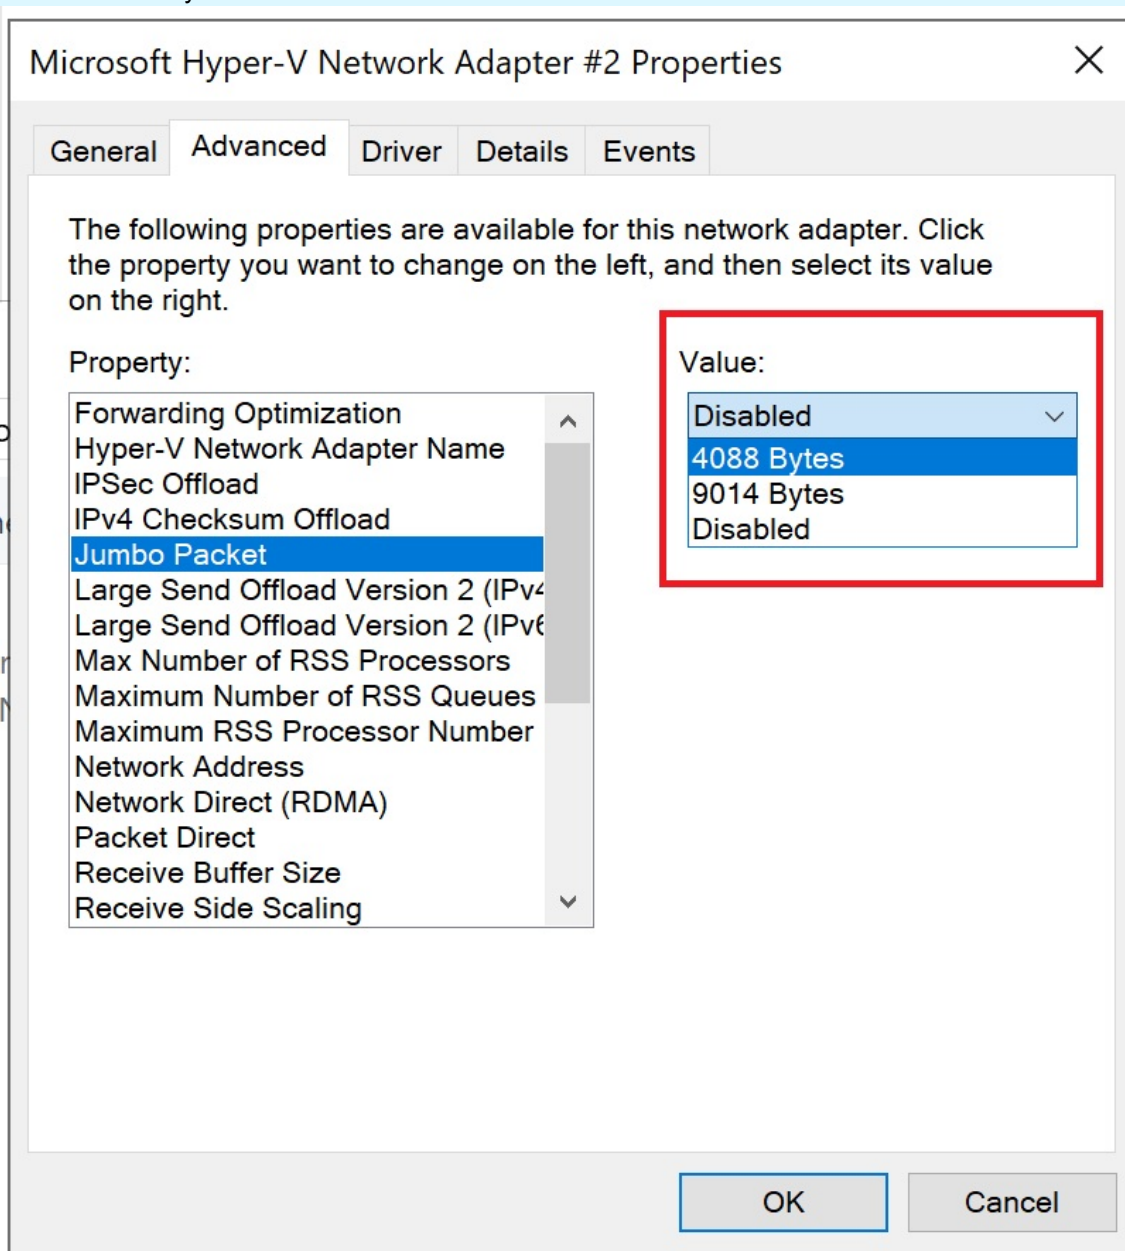 Microsoft Hyper-V Network Adapter #2 Properties
General Advanced Driver Details Events
The following properties are available for this network adapter. Click
the property you want to change on the left, and then select its value
on the right.
Property:
Forwarding Optimization
Hyper-V Network Adapter Name
IPSec Offload
IPv4 Checksum Offload
Jumbo Packet
Large Send Offload Version 2 (IPv4
Large Send Offload Version 2 (IPv6
Max Number of RSS Processors
Maximum Number of RSS Queues
Maximum RSS Processor Number
Network Address
Network Direct (RDMA)
Packet Direct
Receive Buffer Size
Receive Side Scaling
Value:
Disabled
4088 Bytes
9014 Bytes
Disabled
OK Cancel